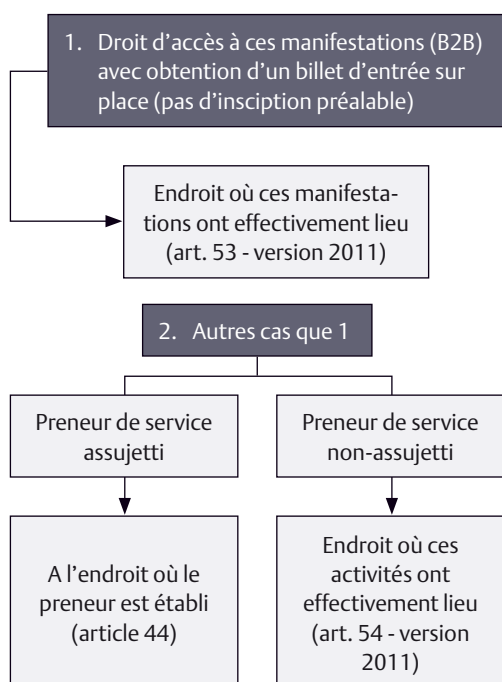 1. Droit d’accès à ces manifestations (B2B)
avec obtention d’un billet d’entrée sur
place (pas d’insciption préalable)
Endroit où ces manifesta-
tions ont effectivement lieu
(art. 53 - version 2011)
2. Autres cas que 1
Preneur de service
assujetti
Preneur de service
non-assujetti
A l’endroit où le
preneur est établi
(article 44)
Endroit où ces
activités ont
effectivement lieu
(art. 54 - version
2011)